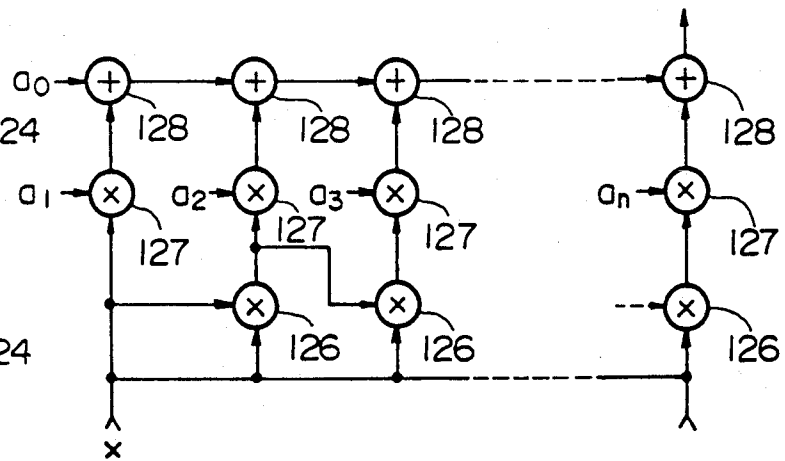 a0 + + + +
24 128 128 128 128
a1 × a2 × a3 × an ×
127 127 127 127
× × ×
24 126 126 126
x